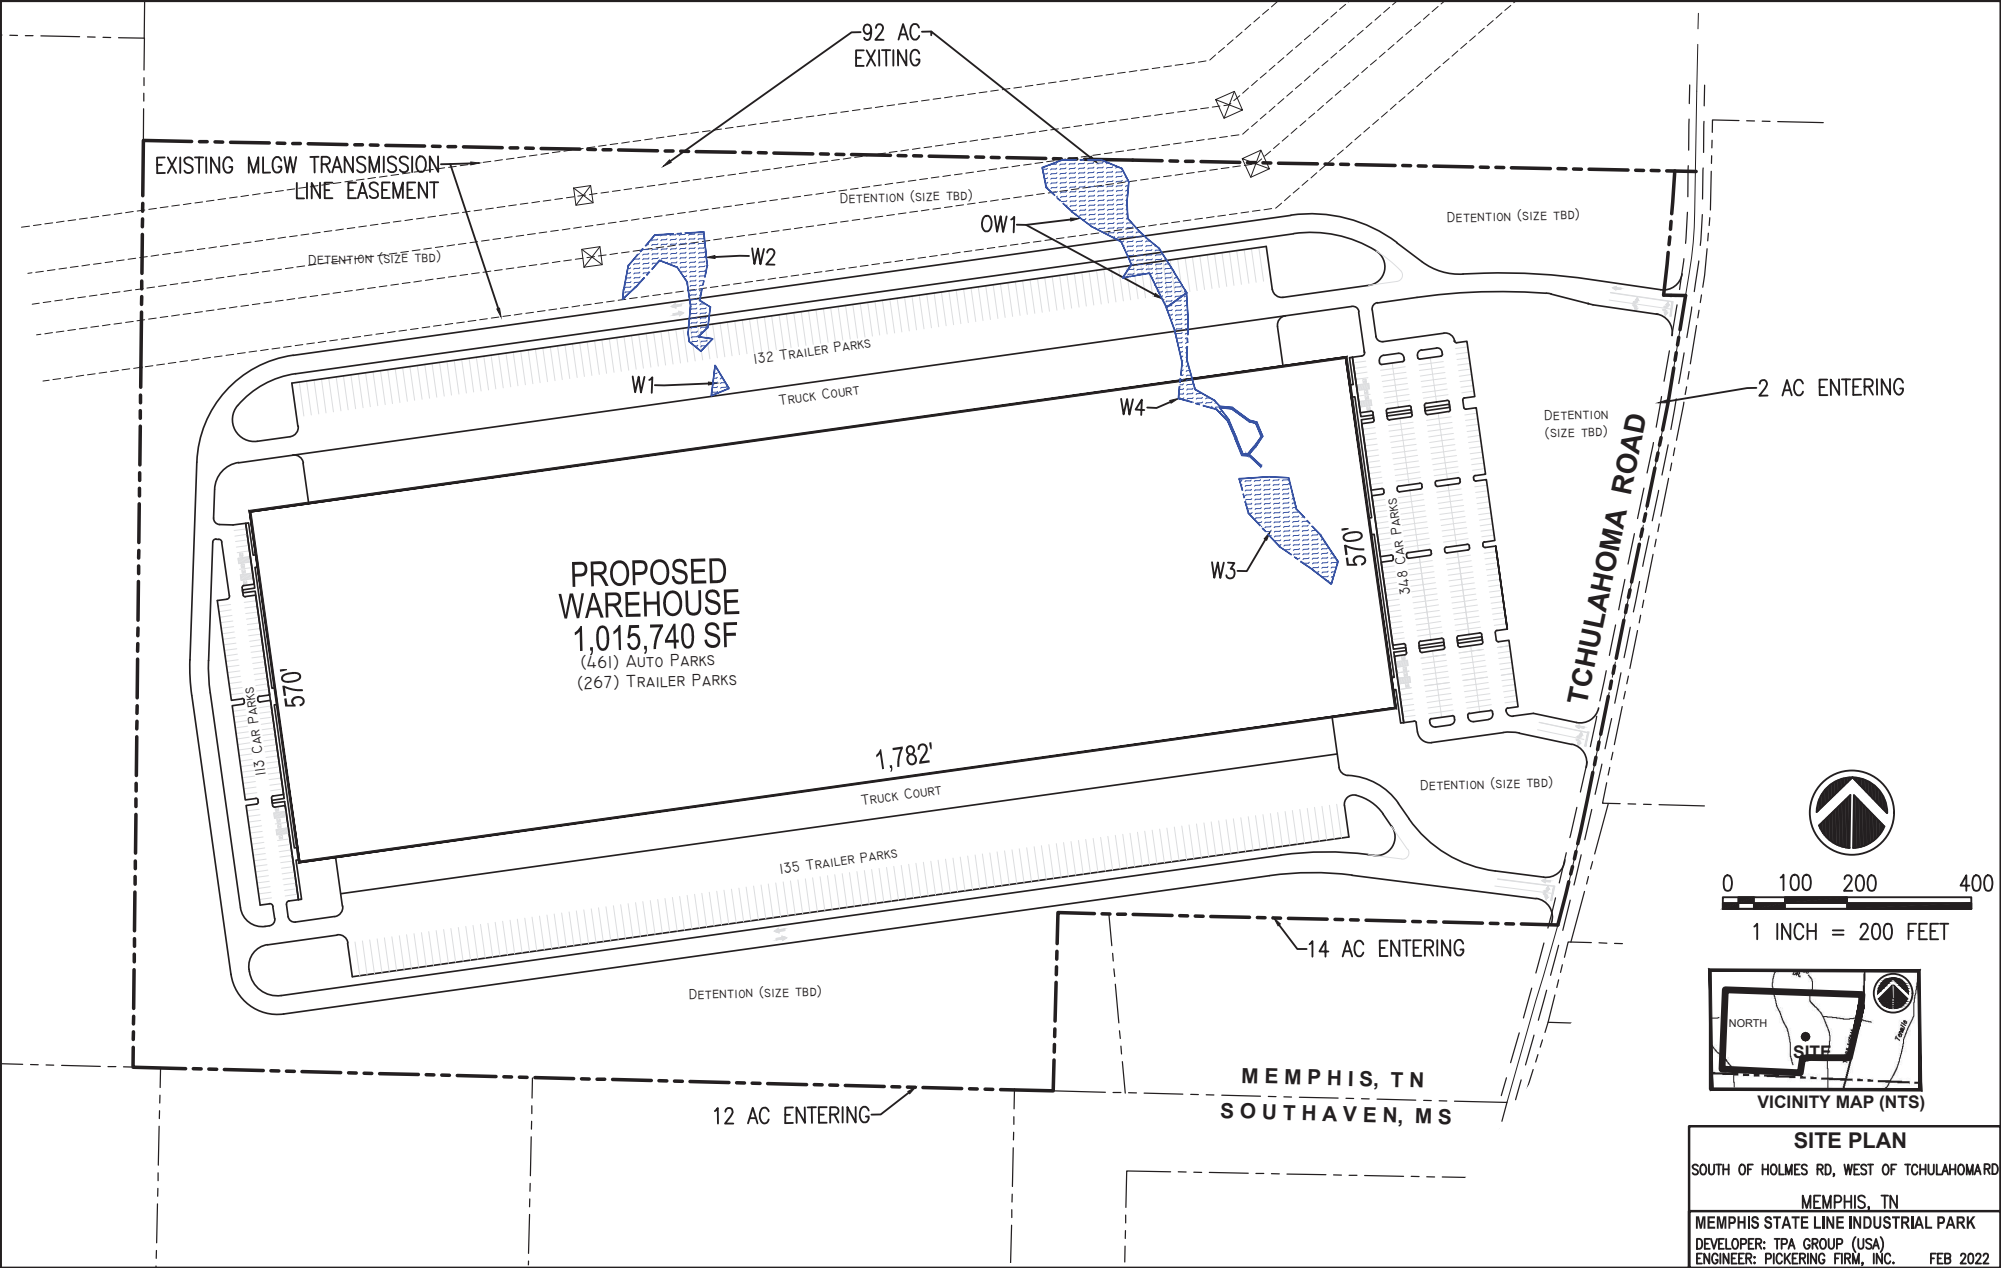 92 AC
EXITING
EXISTING MLGW TRANSMISSION
LINE EASEMENT
DETENTION (SIZE TBD)
DETENTION (SIZE TBD)
DETENTION (SIZE TBD)
OW1
W2
W1
132 TRAILER PARKS
TRUCK COURT
W4
2 AC ENTERING
DETENTION
(SIZE TBD)
TCHULAHOMA ROAD
348 CAR PARKS
570'
W3
PROPOSED
WAREHOUSE
1,015,740 SF
(461) AUTO PARKS
(267) TRAILER PARKS
570'
113 CAR PARKS
1,782'
TRUCK COURT
DETENTION (SIZE TBD)
135 TRAILER PARKS
14 AC ENTERING
DETENTION (SIZE TBD)
12 AC ENTERING
MEMPHIS, TN
SOUTHAVEN, MS
0 100 200 400
1 INCH = 200 FEET
NORTH
SITE
VICINITY MAP (NTS)
SITE PLAN
SOUTH OF HOLMES RD, WEST OF TCHULAHOMA RD
MEMPHIS, TN
MEMPHIS STATE LINE INDUSTRIAL PARK
DEVELOPER: TPA GROUP (USA)
ENGINEER: PICKERING FIRM, INC. FEB 2022